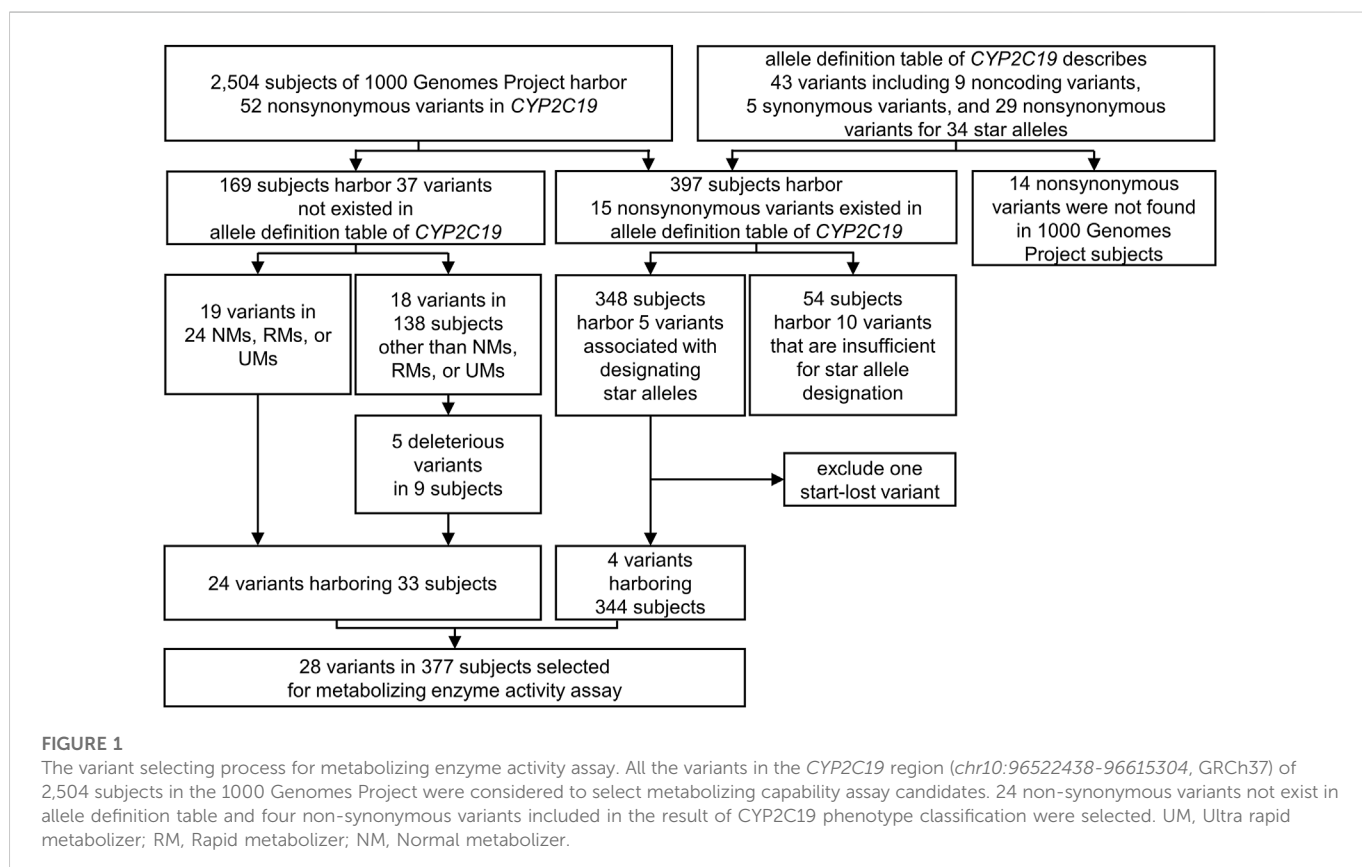 2,504 subjects of 1000 Genomes Project harbor
52 nonsynonymous variants in CYP2C19
allele definition table of CYP2C19 describes
43 variants including 9 noncoding variants,
5 synonymous variants, and 29 nonsynonymous
variants for 34 star alleles
169 subjects harbor 37 variants
not existed in
allele definition table of CYP2C19
397 subjects harbor
15 nonsynonymous variants existed in
allele definition table of CYP2C19
14 nonsynonymous
variants were not found
in 1000 Genomes
Project subjects
19 variants in
24 NMs, RMs, or
UMs
18 variants in
138 subjects
other than NMs,
RMs, or UMs
348 subjects
harbor 5 variants
associated with
designating
star alleles
54 subjects
harbor 10 variants
that are insufficient
for star allele
designation
5 deleterious
variants
in 9 subjects
exclude one
start-lost variant
24 variants harboring 33 subjects
4 variants
harboring
344 subjects
28 variants in 377 subjects selected
for metabolizing enzyme activity assay
FIGURE 1
The variant selecting process for metabolizing enzyme activity assay. All the variants in the CYP2C19 region (chr10:96522438-96615304, GRCh37) of
2,504 subjects in the 1000 Genomes Project were considered to select metabolizing capability assay candidates. 24 non-synonymous variants not exist in
allele definition table and four non-synonymous variants included in the result of CYP2C19 phenotype classification were selected. UM, Ultra rapid
metabolizer; RM, Rapid metabolizer; NM, Normal metabolizer.